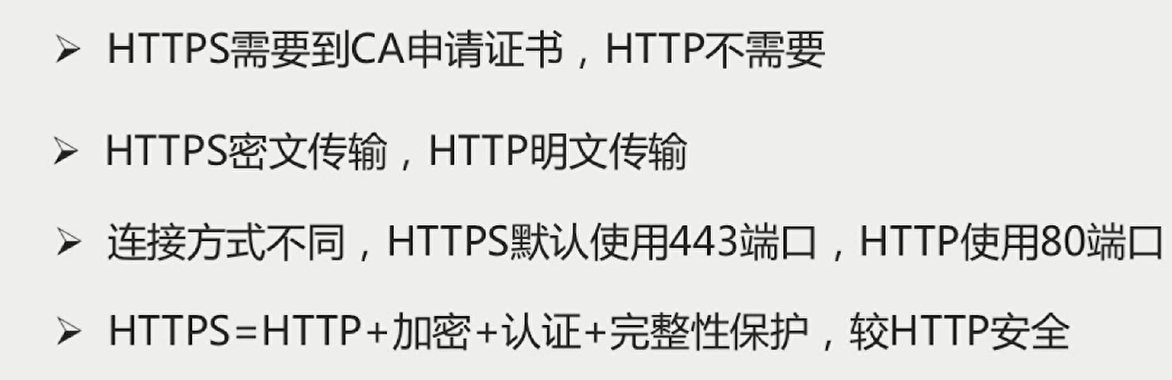 ➢ HTTPS需要到CA申请证书，HTTP不需要
➢ HTTPS密文传输，HTTP明文传输
➢ 连接方式不同，HTTPS默认使用443端口，HTTP使用80端口
➢ HTTPS=HTTP+加密+认证+完整性保护，较HTTP安全